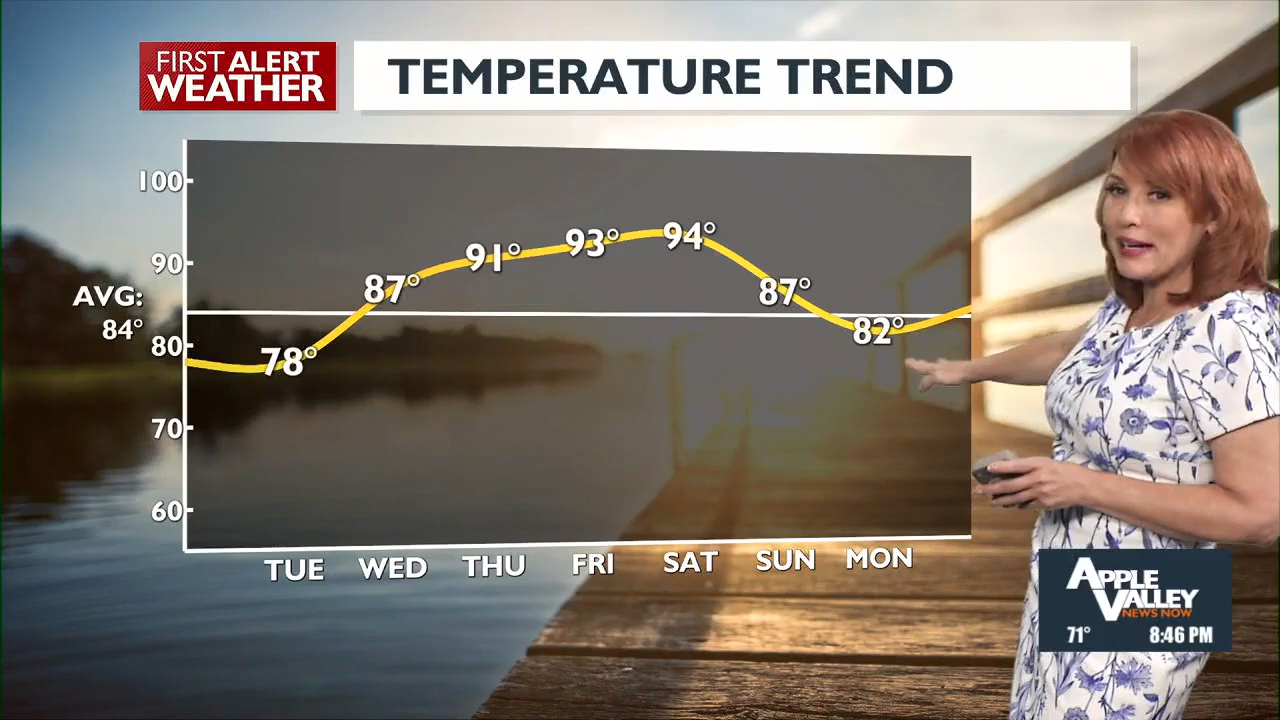 FIRST ALERT
WEATHER
TEMPERATURE TREND
100
90
AVG:
84°
80
70
60
78°
87°
91°
93°
94°
87°
82°
TUE WED THU FRI SAT SUN MON
APPLE
VALLEY
NEWS NOW
71° 8:46 PM